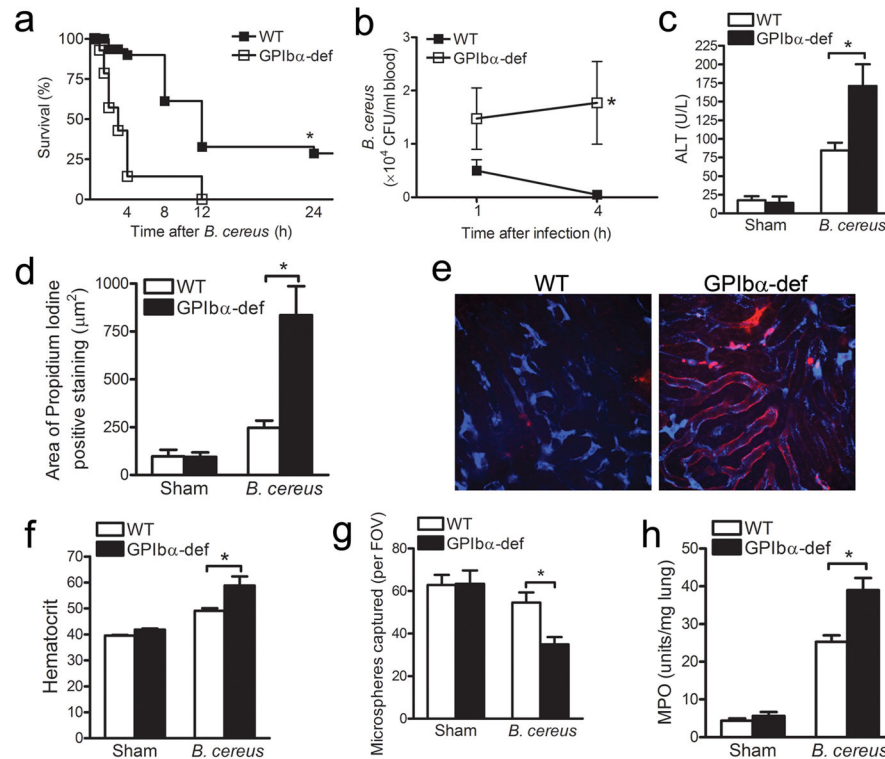 a
WT
GPIbα-def
100
75
50
25
0
Survival (%)
4
8
12
24
*
Time after B. cereus (h)
b
WT
GPIbα-def
3
2
1
0
B. cereus
(×10⁴ CFU/ml blood)
*
1
4
Time after infection (h)
c
WT
GPIbα-def
225
200
175
150
125
100
75
50
25
0
ALT (U/L)
*
Sham
B. cereus
d
WT
GPIbα-def
1000
750
500
250
0
Area of Propidium Iodine
positive staining (µm²)
*
Sham
B. cereus
e
WT
GPIbα-def
f
WT
GPIbα-def
70
60
50
40
30
20
10
0
Hematocrit
*
Sham
B. cereus
g
WT
GPIbα-def
80
60
40
20
0
Microspheres captured (per FOV)
*
Sham
B. cereus
h
WT
GPIbα-def
50
40
30
20
10
0
MPO (units/mg lung)
*
Sham
B. cereus